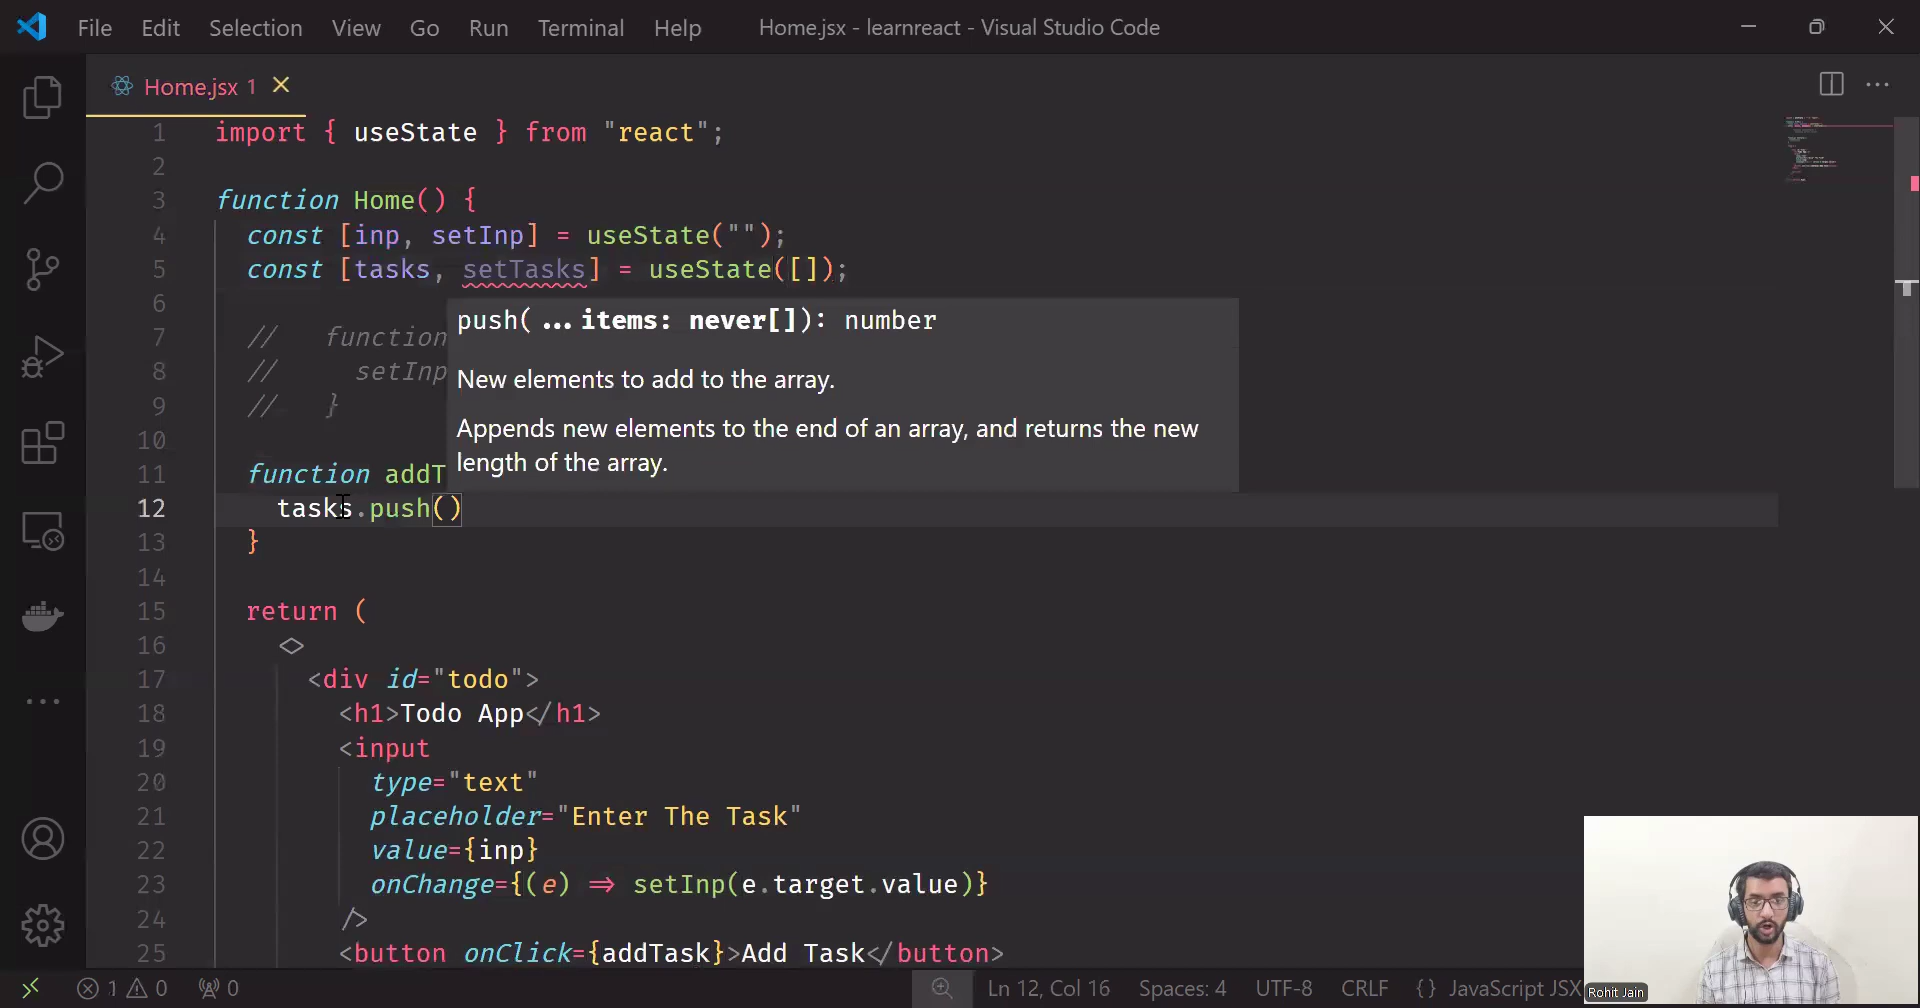 File Edit Selection View Go Run Terminal Help Home.jsx - learnreact - Visual Studio Code
Home.jsx 1
1 import { useState } from "react";
2
3 function Home() {
4 const [inp, setInp] = useState("");
5 const [tasks, setTasks] = useState([]);
6
push(...items: never[]): number
7 // function
New elements to add to the array.
8 // setInp
9 // }
Appends new elements to the end of an array, and returns the new
length of the array.
10
11 function addT
12 tasks.push()
13 }
14
15 return (
16 <>
17 <div id="todo">
18 <h1>Todo App</h1>
19 <input
20 type="text"
21 placeholder="Enter The Task"
22 value={inp}
23 onChange={(e) => setInp(e.target.value)}
24 />
25 <button onClick={addTask}>Add Task</button>
1 0 0 Ln 12, Col 16 Spaces: 4 UTF-8 CRLF {} JavaScript JSX
Rohit Jain